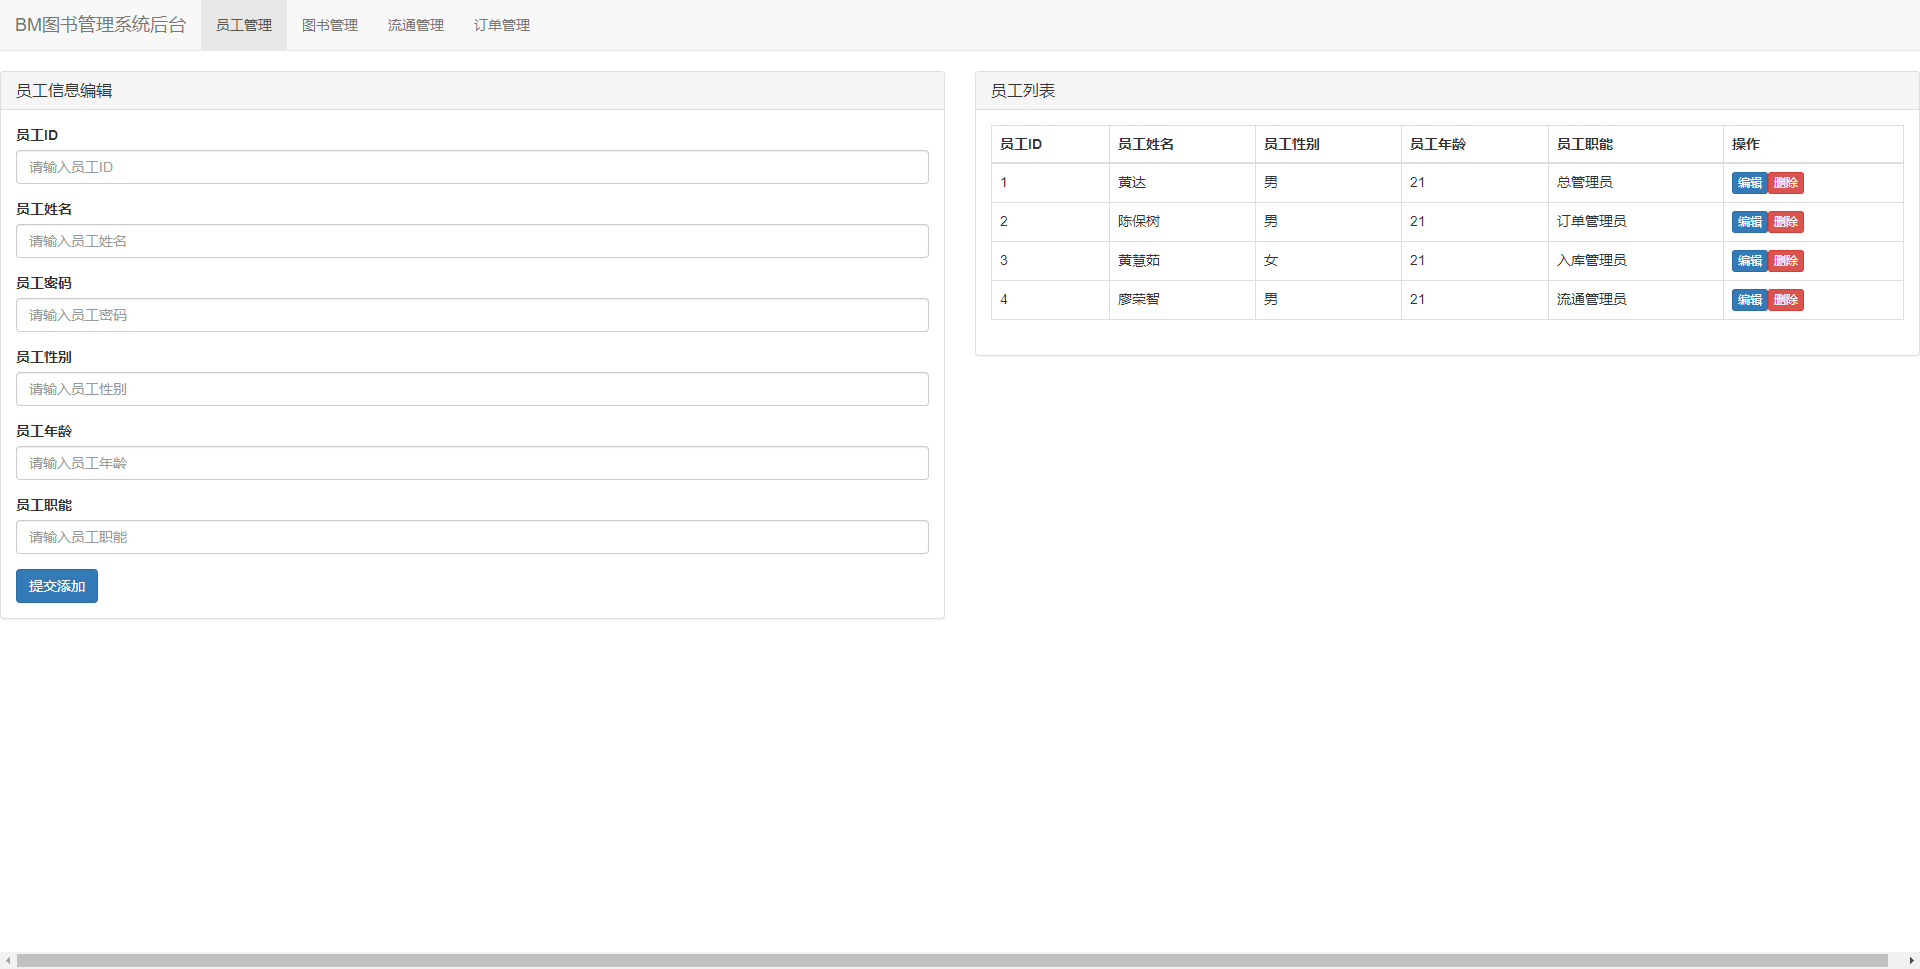 BM图书管理系统后台 员工管理 图书管理 流通管理 订单管理
员工信息编辑
员工ID
请输入员工ID
员工姓名
请输入员工姓名
员工密码
请输入员工密码
员工性别
请输入员工性别
员工年龄
请输入员工年龄
员工职能
请输入员工职能
提交添加
员工列表
员工ID 员工姓名 员工性别 员工年龄 员工职能 操作
1 黄达 男 21 总管理员 编辑 删除
2 陈保树 男 21 订单管理员 编辑 删除
3 黄慧茹 女 21 入库管理员 编辑 删除
4 廖荣智 男 21 流通管理员 编辑 删除